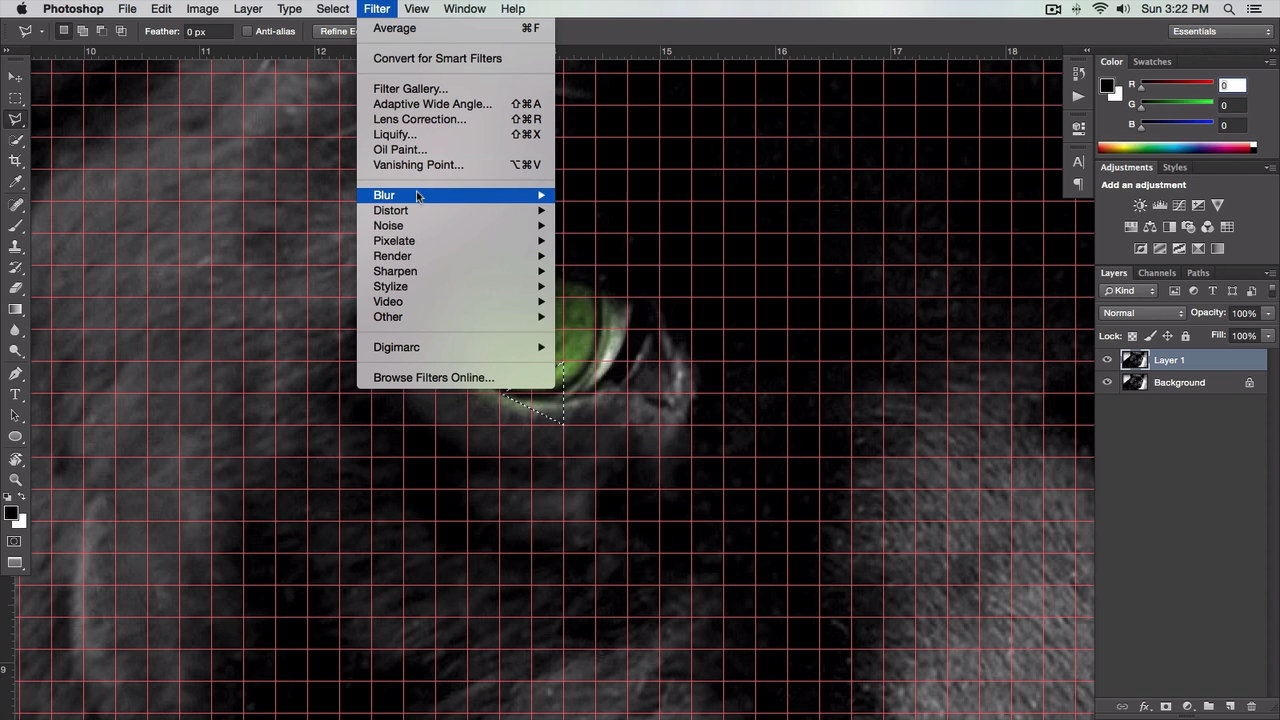 Photoshop File Edit Image Layer Type Select Filter View Window Help Sun 3:22 PM
Feather: 0 px Anti-alias Refine Ed Essentials
10 11 12 15 16 17 18
9
Average ⌘F
Convert for Smart Filters
Filter Gallery...
Adaptive Wide Angle... ⇧⌘A
Lens Correction... ⇧⌘R
Liquify... ⇧⌘X
Oil Paint...
Vanishing Point... ⌥⌘V
Blur
Distort
Noise
Pixelate
Render
Sharpen
Stylize
Video
Other
Digimarc
Browse Filters Online...
Color Swatches
R 0
G 0
B 0
Adjustments Styles
Add an adjustment
Layers Channels Paths
Kind
Normal Opacity: 100%
Lock: Fill: 100%
Layer 1
Background